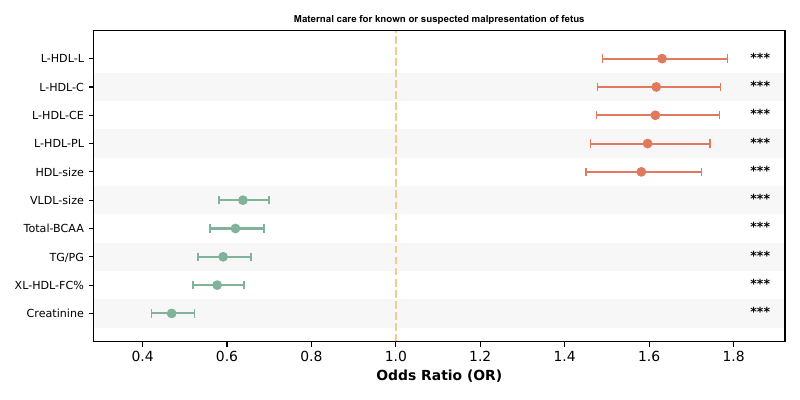 Maternal care for known or suspected malpresentation of fetus
L-HDL-L ***
L-HDL-C ***
L-HDL-CE ***
L-HDL-PL ***
HDL-size ***
VLDL-size ***
Total-BCAA ***
TG/PG ***
XL-HDL-FC% ***
Creatinine ***
0.4 0.6 0.8 1.0 1.2 1.4 1.6 1.8
Odds Ratio (OR)